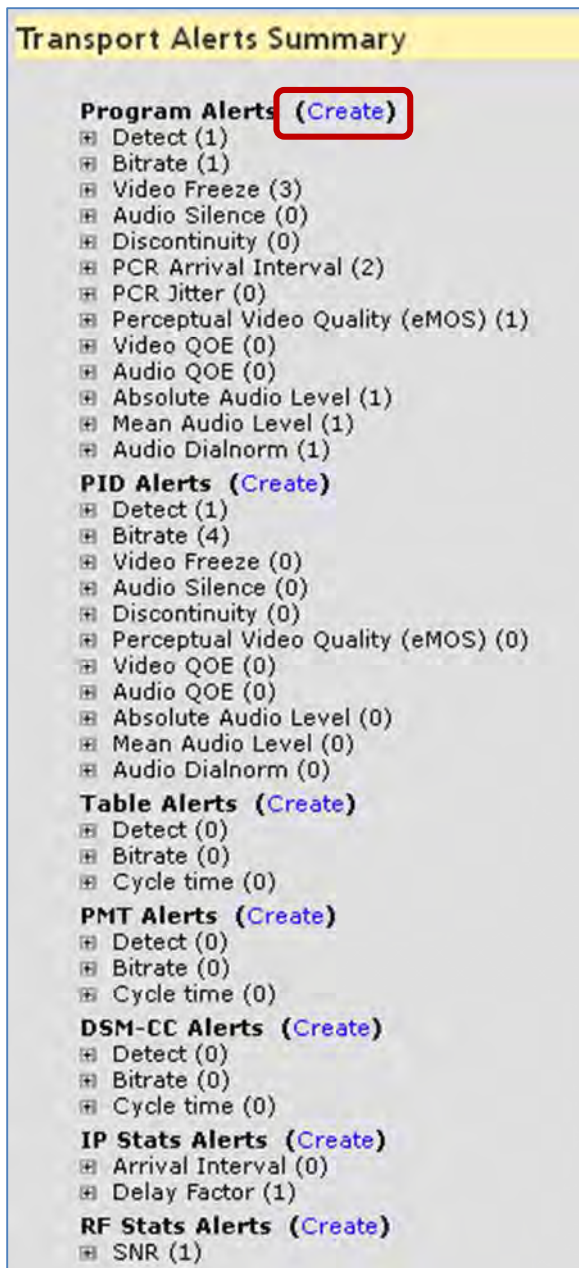 Transport Alerts Summary
Program Alerts (Create)
Detect (1)
Bitrate (1)
Video Freeze (3)
Audio Silence (0)
Discontinuity (0)
PCR Arrival Interval (2)
PCR Jitter (0)
Perceptual Video Quality (eMOS) (1)
Video QOE (0)
Audio QOE (0)
Absolute Audio Level (1)
Mean Audio Level (1)
Audio Dialnorm (1)
PID Alerts (Create)
Detect (1)
Bitrate (4)
Video Freeze (0)
Audio Silence (0)
Discontinuity (0)
Perceptual Video Quality (eMOS) (0)
Video QOE (0)
Audio QOE (0)
Absolute Audio Level (0)
Mean Audio Level (0)
Audio Dialnorm (0)
Table Alerts (Create)
Detect (0)
Bitrate (0)
Cycle time (0)
PMT Alerts (Create)
Detect (0)
Bitrate (0)
Cycle time (0)
DSM-CC Alerts (Create)
Detect (0)
Bitrate (0)
Cycle time (0)
IP Stats Alerts (Create)
Arrival Interval (0)
Delay Factor (1)
RF Stats Alerts (Create)
SNR (1)